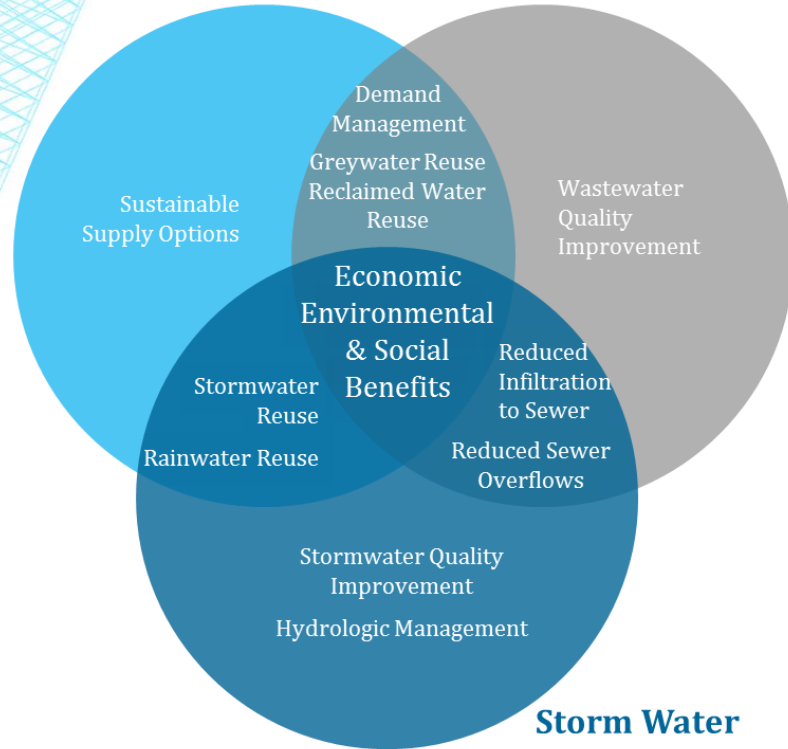 Demand
Management
Greywater Reuse
Reclaimed Water
Reuse
Sustainable
Supply Options
Wastewater
Quality
Improvement
Economic
Environmental
& Social
Benefits
Stormwater
Reuse
Rainwater Reuse
Reduced
Infiltration
to Sewer
Reduced Sewer
Overflows
Stormwater Quality
Improvement
Hydrologic Management
Storm Water